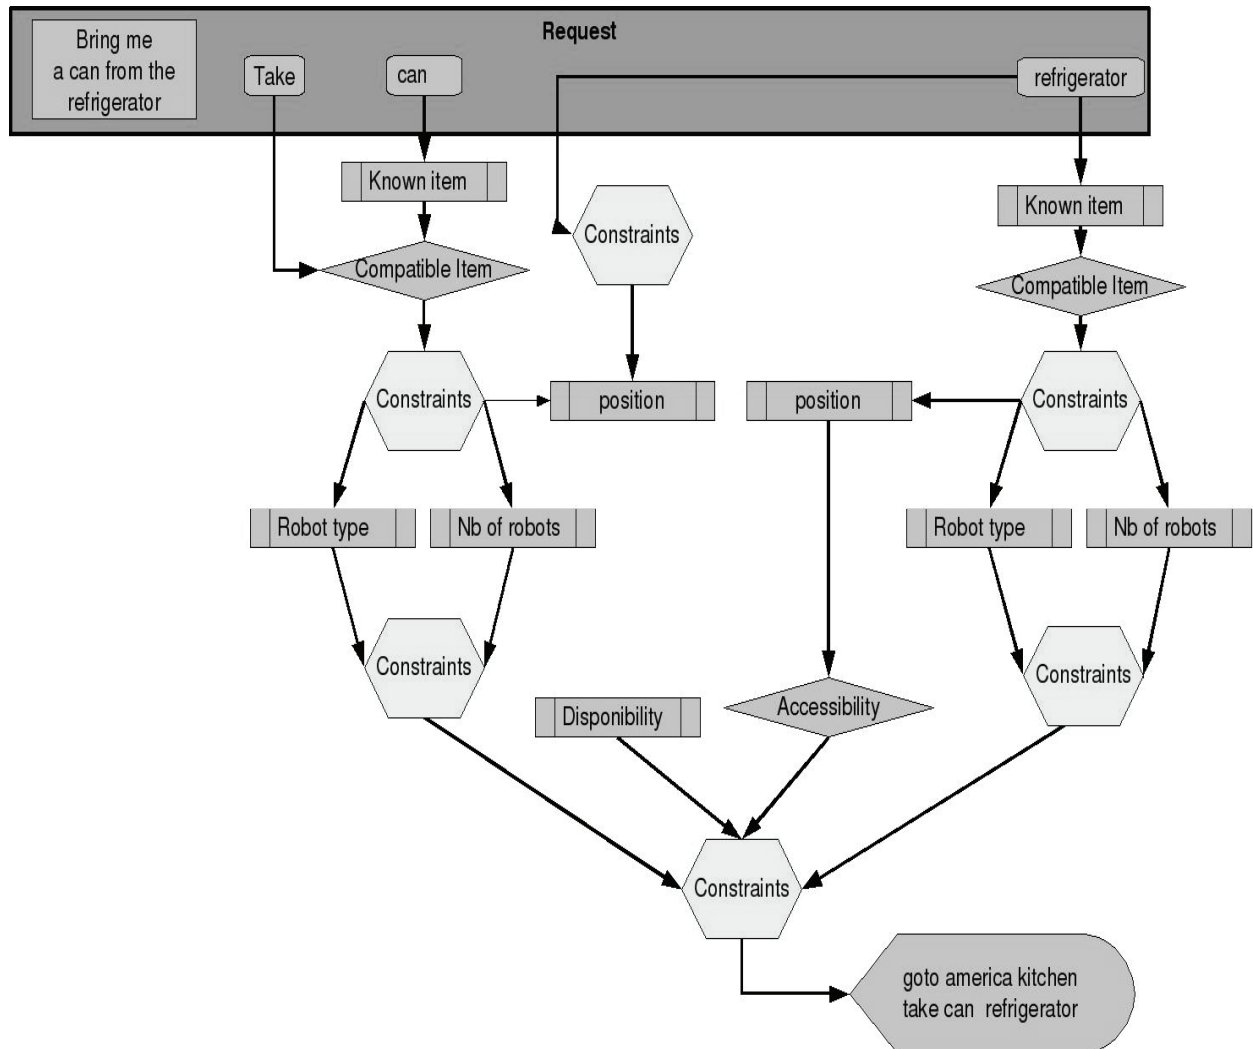 Request
Bring me
a can from the
refrigerator
Take
can
refrigerator
Known item
Known item
Constraints
Compatible Item
Compatible Item
Constraints
position
position
Constraints
Robot type
Nb of robots
Robot type
Nb of robots
Constraints
Constraints
Disponibility
Accessibility
Constraints
goto america kitchen
take can refrigerator